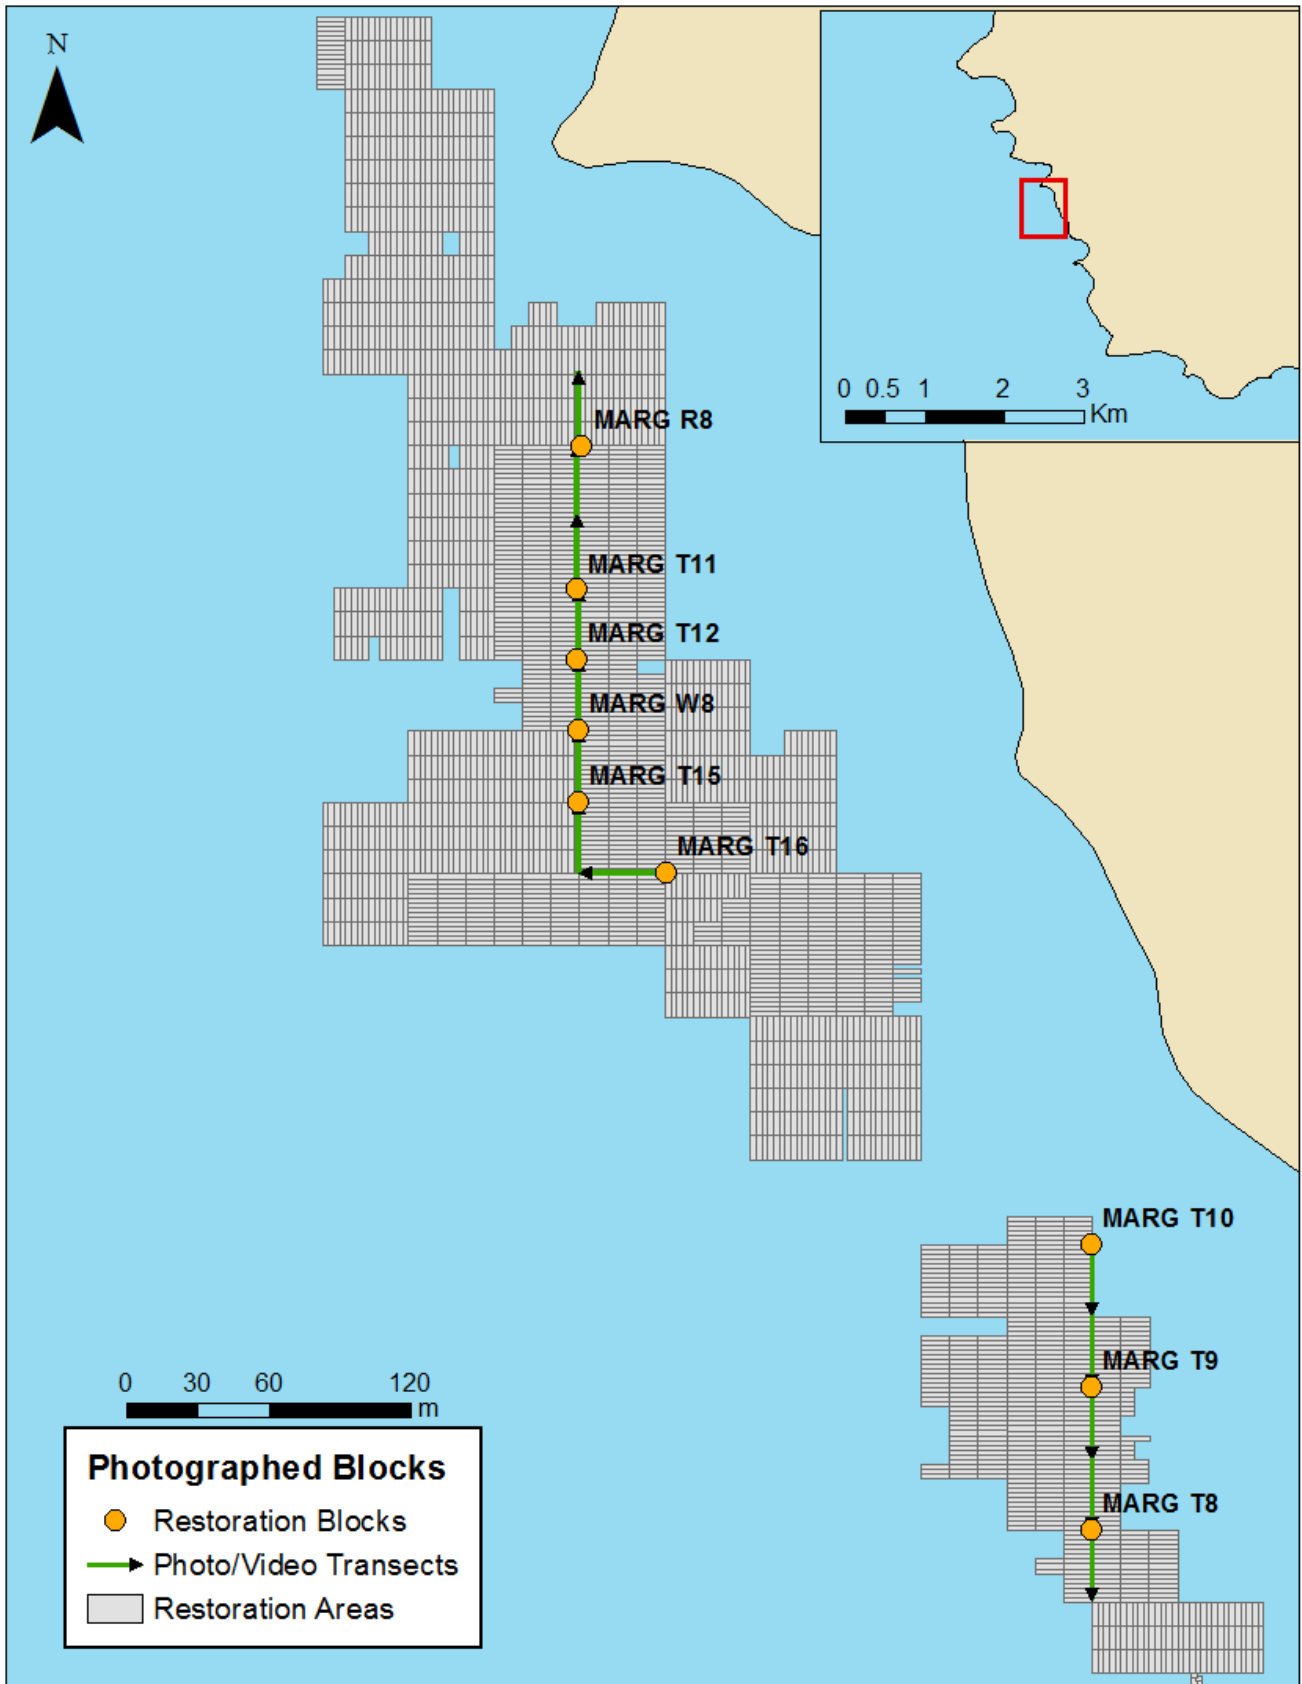 N
0 0.5 1 2 3
Km
MARG R8
MARG T11
MARG T12
MARG W8
MARG T15
MARG T16
MARG T10
MARG T9
MARG T8
0 30 60 120
m
Photographed Blocks
Restoration Blocks
Photo/Video Transects
Restoration Areas